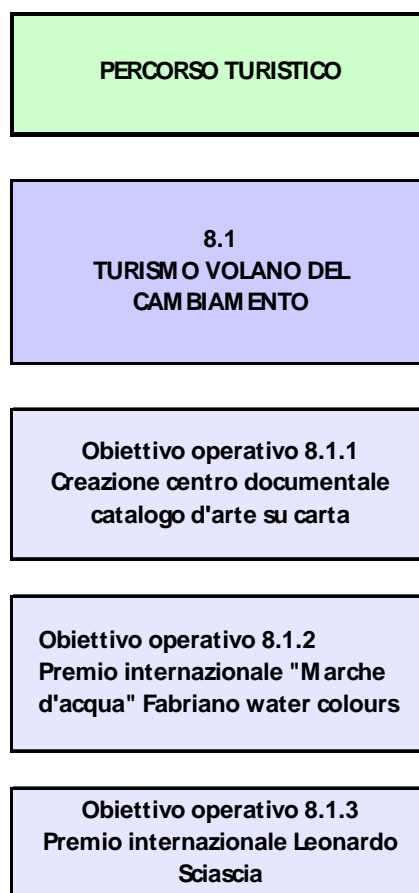 PERCORSO TURISTICO
8.1
TURISMO VOLANO DEL
CAMBIAMENTO
Obiettivo operativo 8.1.1
Creazione centro documentale
catalogo d'arte su carta
Obiettivo operativo 8.1.2
Premio internazionale "Marche
d'acqua" Fabriano water colours
Obiettivo operativo 8.1.3
Premio internazionale Leonardo
Sciascia